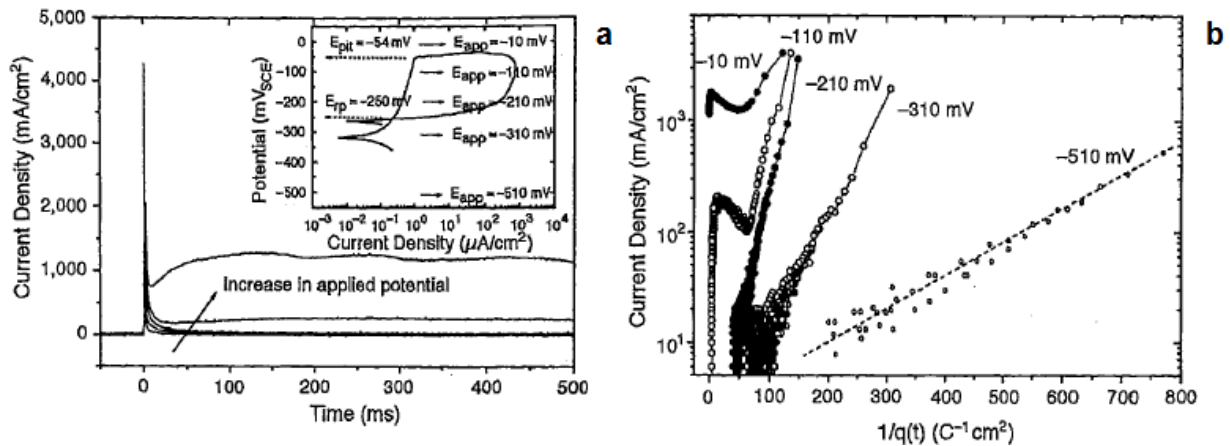 a
5,000
4,000
3,000
2,000
1,000
0
Current Density (mA/cm²)
0
100
200
300
400
500
Time (ms)
Increase in applied potential
0
−100
−200
−300
−400
−500
Potential (mV_SCE)
E_pit = −54 mV
E_rp = −250 mV
E_app = −10 mV
E_app = −110 mV
E_app = −210 mV
E_app = −310 mV
E_app = −510 mV
10⁻³ 10⁻² 10⁻¹ 10⁰ 10¹ 10² 10³ 10⁴
Current Density (µA/cm²)
b
10³
10²
10¹
Current Density (mA/cm²)
−10 mV
−110 mV
−210 mV
−310 mV
−510 mV
0 100 200 300 400 500 600 700 800
1/q(t) (C⁻¹ cm²)